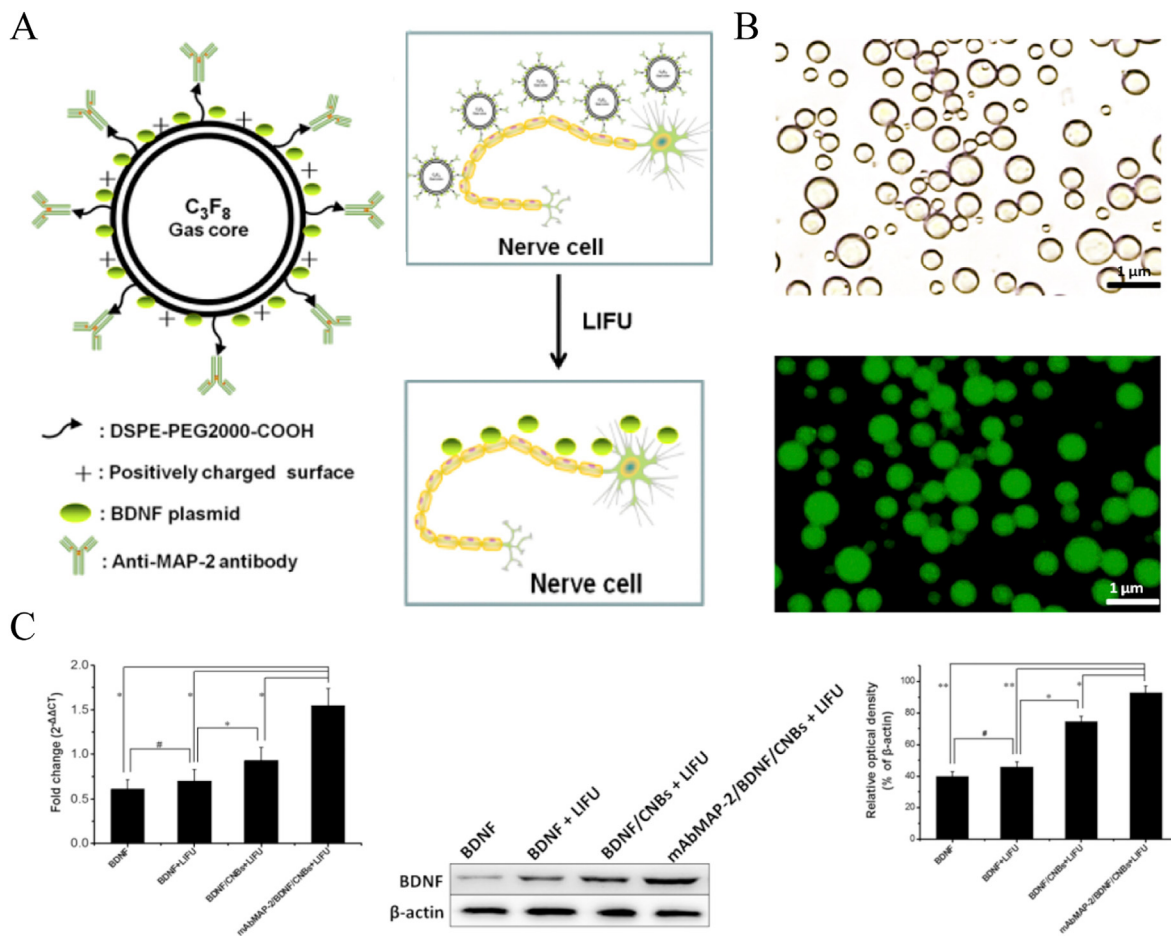 A
C₃F₈
Gas core
: DSPE-PEG2000-COOH
+ : Positively charged surface
: BDNF plasmid
: Anti-MAP-2 antibody
Nerve cell
LIFU
Nerve cell
B
1 µm
1 µm
C
Fold change (2^-ΔΔCT)
2.0
1.5
1.0
0.5
0.0
*
*
*
#
*
BDNF
BDNF+LIFU
BDNF/CNBs+LIFU
mAbMAP-2/BDNF/CNBs+LIFU
BDNF
BDNF + LIFU
BDNF/CNBs + LIFU
mAbMAP-2/BDNF/CNBs + LIFU
BDNF
β-actin
Relative optical density
(% of β-actin)
100
80
60
40
20
0
**
**
*
#
*
BDNF
BDNF+LIFU
BDNF/CNBs+LIFU
mAbMAP-2/BDNF/CNBs+LIFU